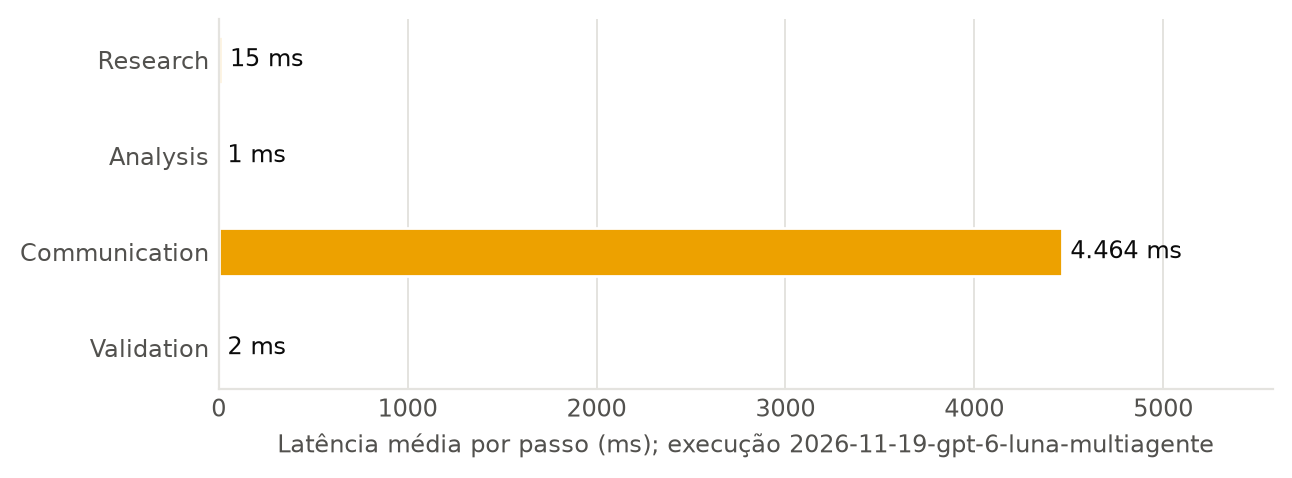 Research 15 ms
Analysis 1 ms
Communication 4.464 ms
Validation 2 ms
0 1000 2000 3000 4000 5000
Latência média por passo (ms); execução 2026-11-19-gpt-6-luna-multiagente